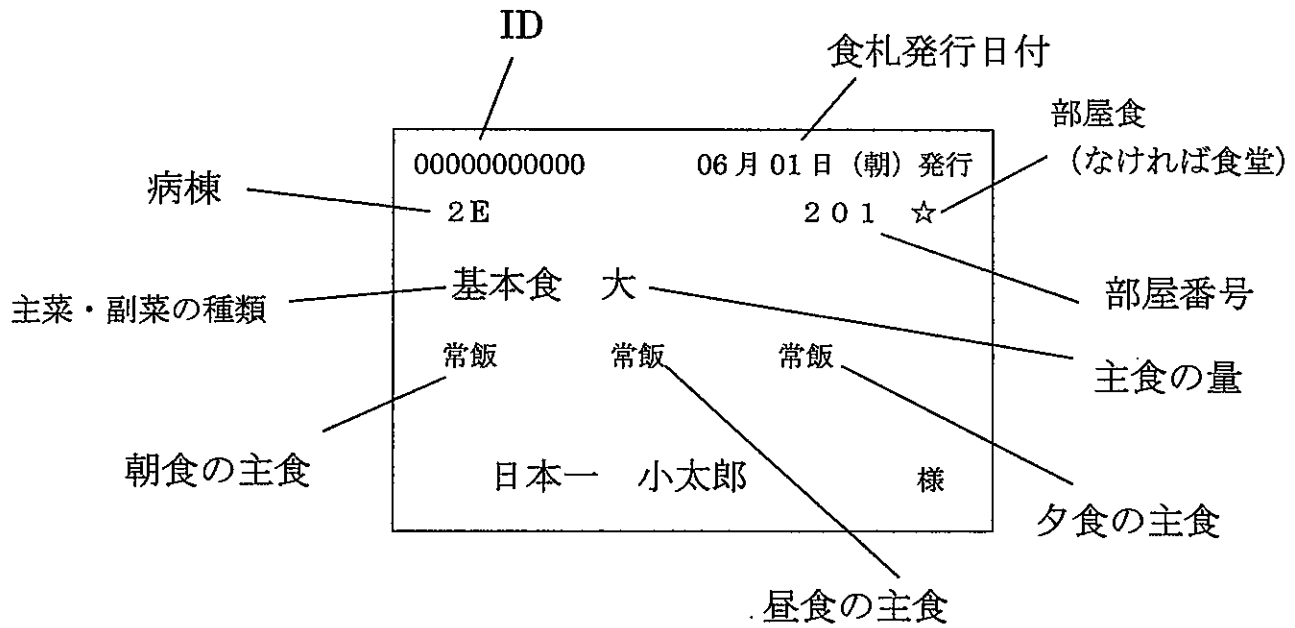 ID
食札発行日付
部屋食
(なければ食堂)
00000000000 06月01日(朝)発行
病棟
2E 201 ☆
基本食 大
主菜・副菜の種類
部屋番号
常飯 常飯 常飯
主食の量
朝食の主食
日本一 小太郎 様
夕食の主食
昼食の主食